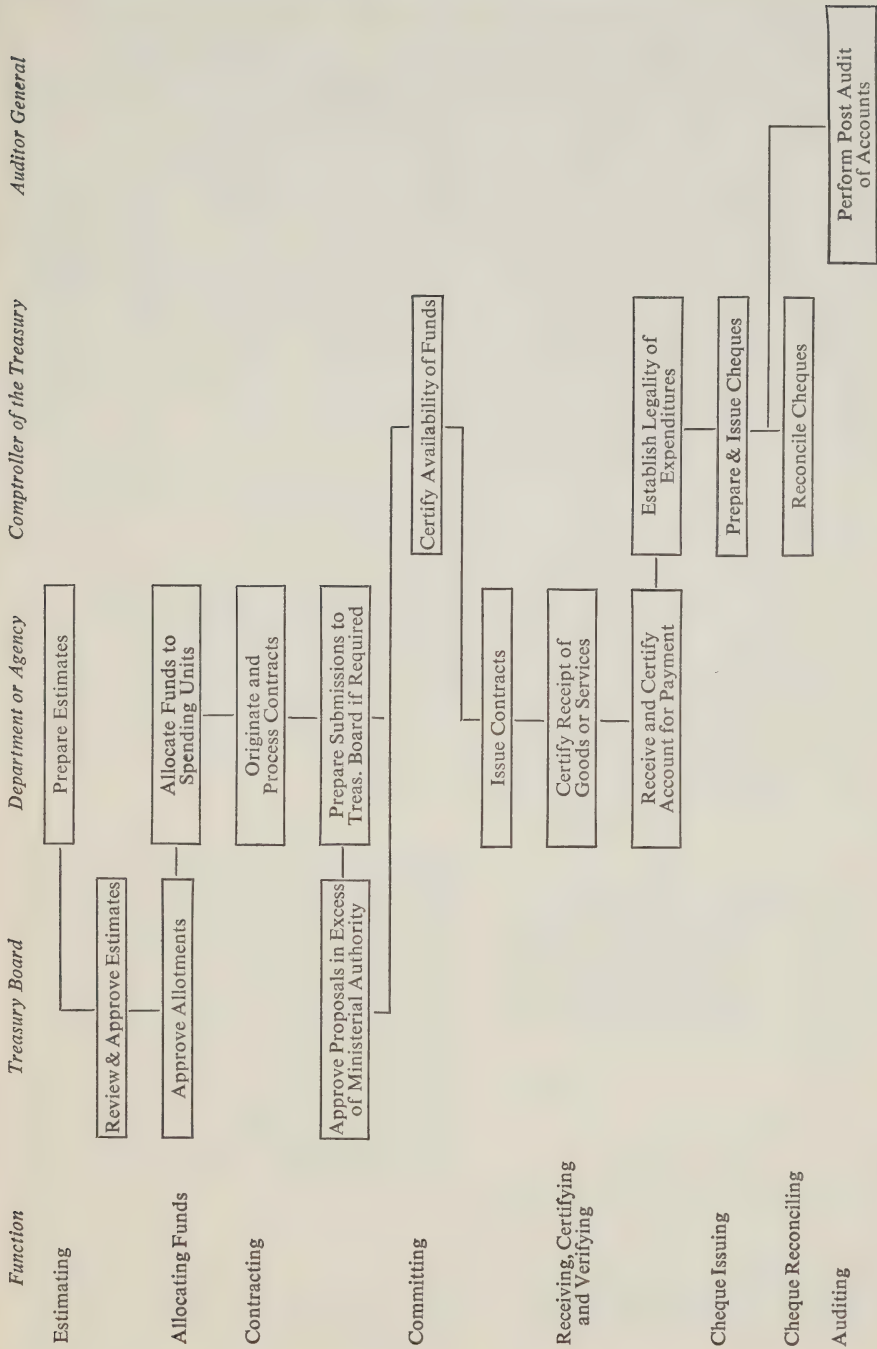 Function
Treasury Board
Department or Agency
Comptroller of the Treasury
Auditor General
Estimating
Prepare Estimates
Review & Approve Estimates
Allocating Funds
Approve Allotments
Allocate Funds to
Spending Units
Contracting
Originate and
Process Contracts
Approve Proposals in Excess
of Ministerial Authority
Prepare Submissions to
Treas. Board if Required
Committing
Certify Availability of Funds
Issue Contracts
Receiving, Certifying
and Verifying
Certify Receipt of
Goods or Services
Receive and Certify
Account for Payment
Establish Legality of
Expenditures
Cheque Issuing
Prepare & Issue Cheques
Cheque Reconciling
Reconcile Cheques
Auditing
Perform Post Audit
of Accounts